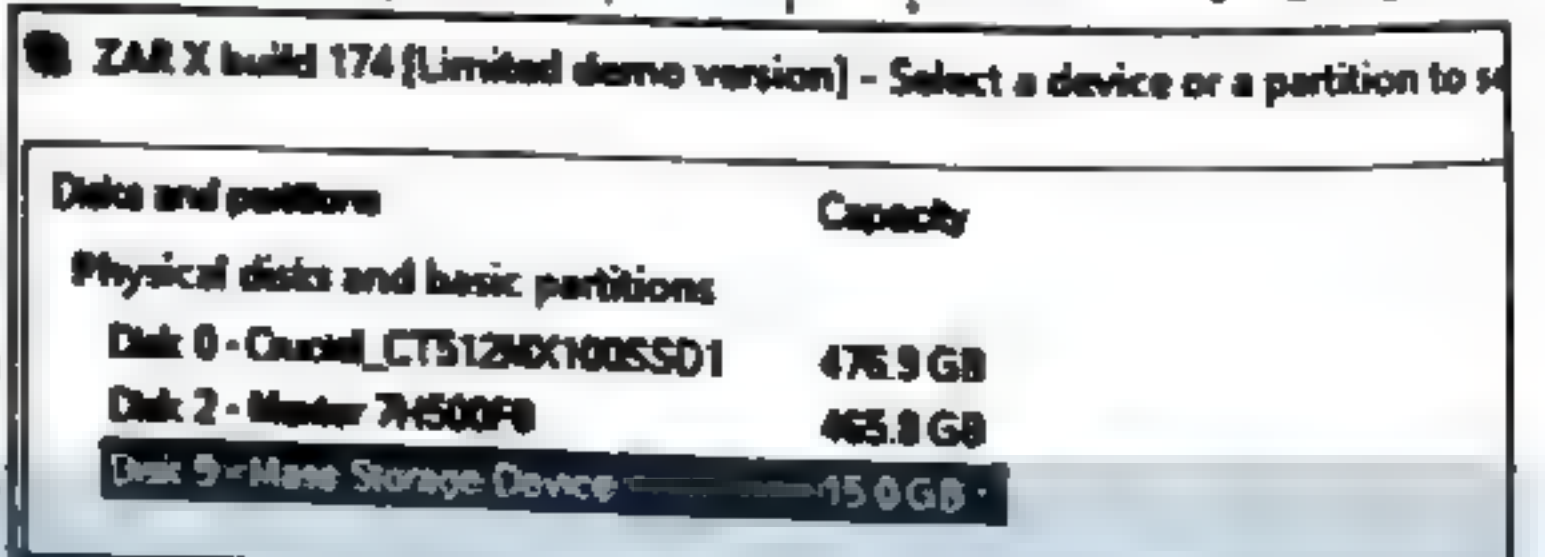 ZAR X build 174 [Limited demo version] - Select a device or a partition to
Disks and partitions Capacity
Physical disks and basic partitions
Disk 0 - Crucial_CT512MX100SSD1 476.9 GB
Disk 2 - Maxtor 7H500F0 465.8 GB
Disk 9 - Mass Storage Device 15.0 GB